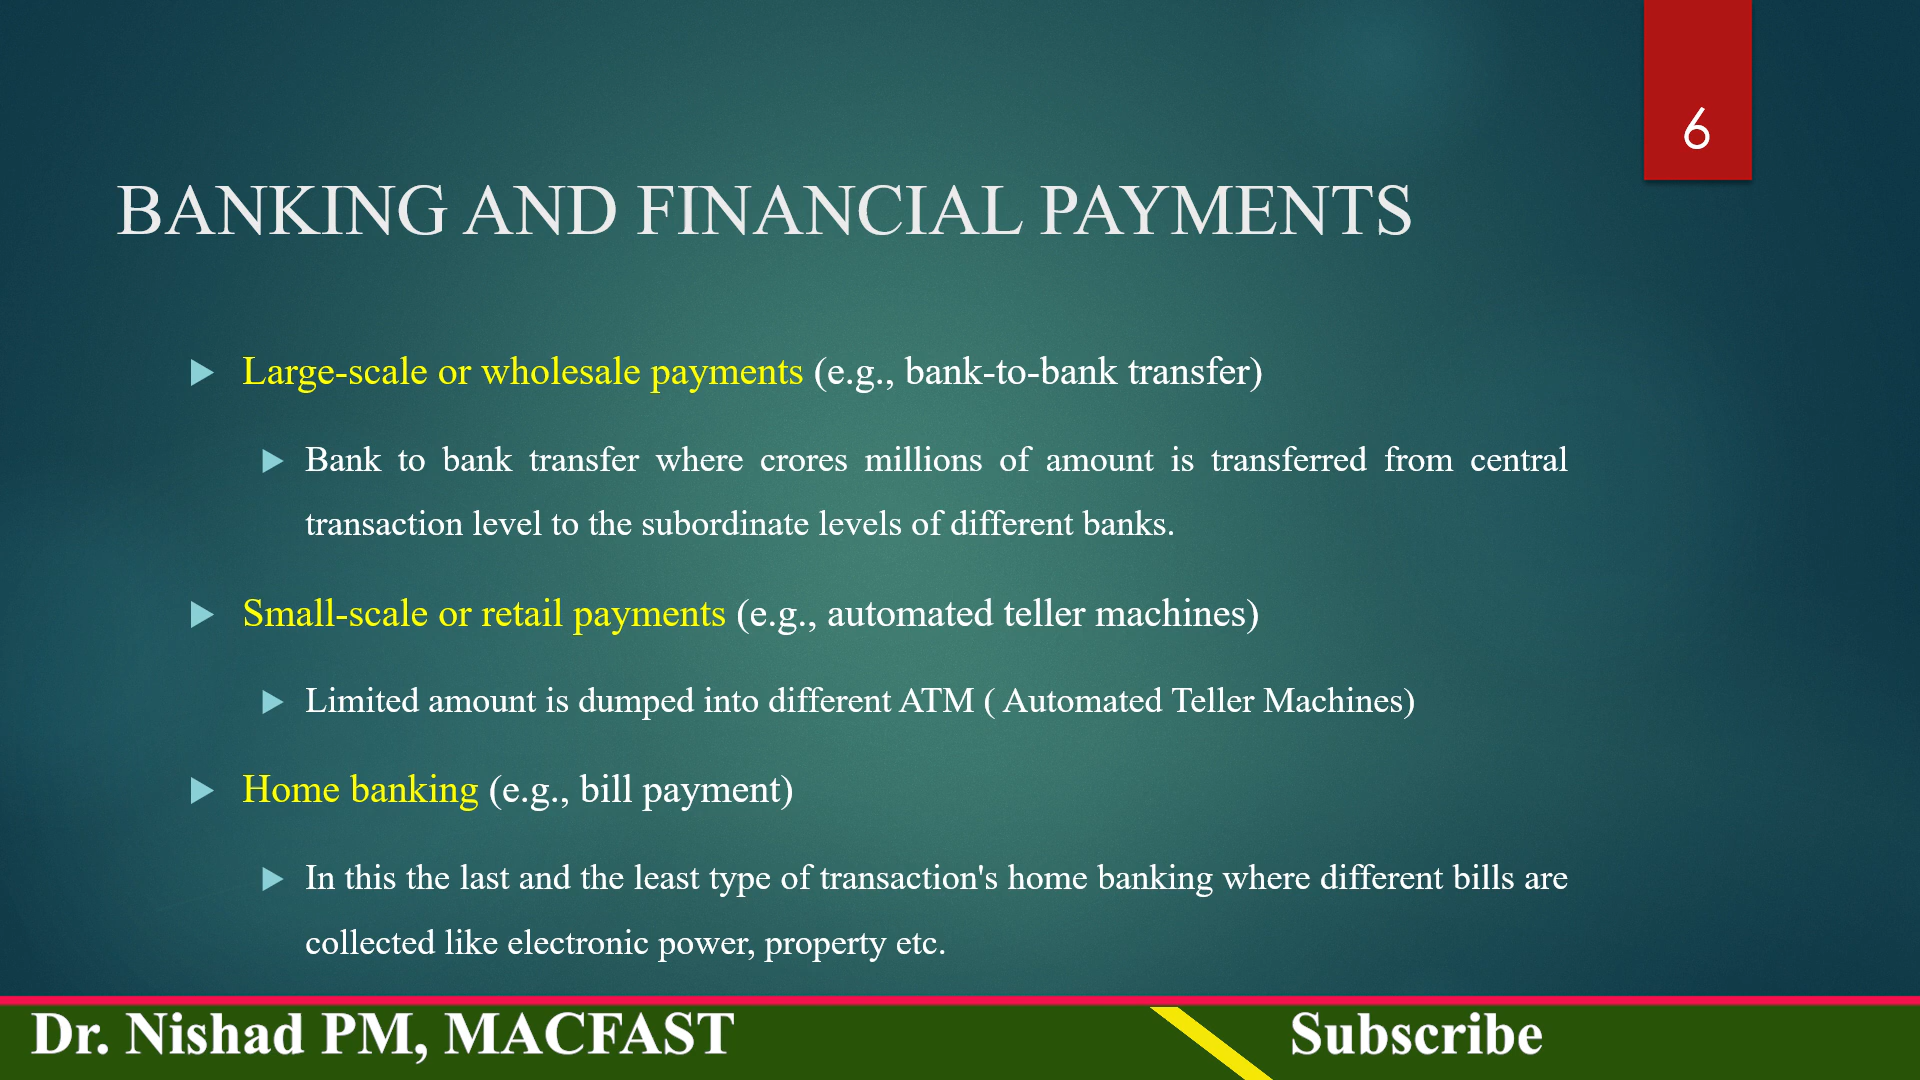 6
BANKING AND FINANCIAL PAYMENTS
Large-scale or wholesale payments (e.g., bank-to-bank transfer)
Bank to bank transfer where crores millions of amount is transferred from central
transaction level to the subordinate levels of different banks.
Small-scale or retail payments (e.g., automated teller machines)
Limited amount is dumped into different ATM ( Automated Teller Machines)
Home banking (e.g., bill payment)
In this the last and the least type of transaction's home banking where different bills are
collected like electronic power, property etc.
Dr. Nishad PM, MACFAST
Subscribe